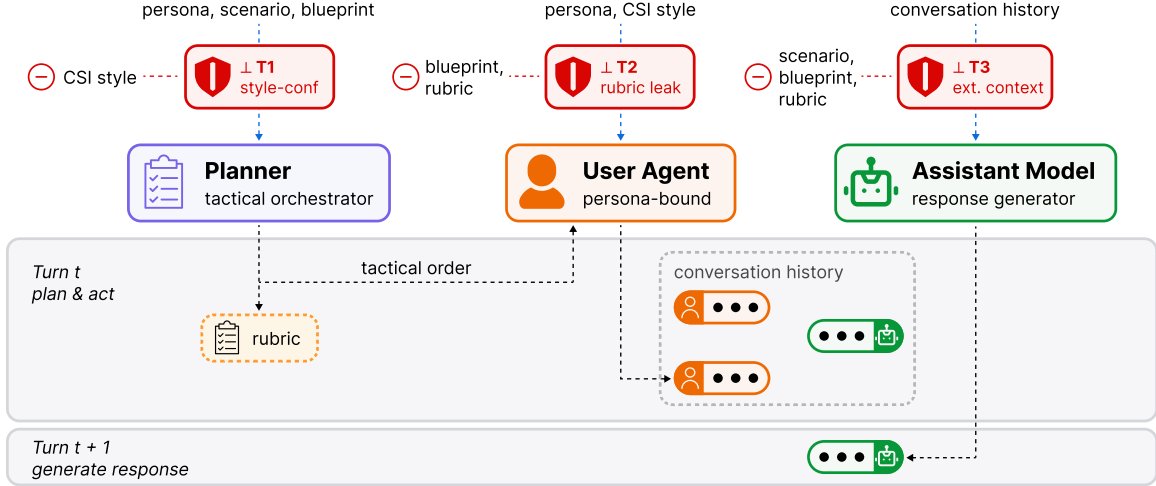 persona, scenario, blueprint
persona, CSI style
conversation history
CSI style
⊥ T1
style-conf
blueprint,
rubric
⊥ T2
rubric leak
scenario,
blueprint,
rubric
⊥ T3
ext. context
Planner
tactical orchestrator
User Agent
persona-bound
Assistant Model
response generator
Turn t
plan & act
tactical order
rubric
conversation history
Turn t + 1
generate response